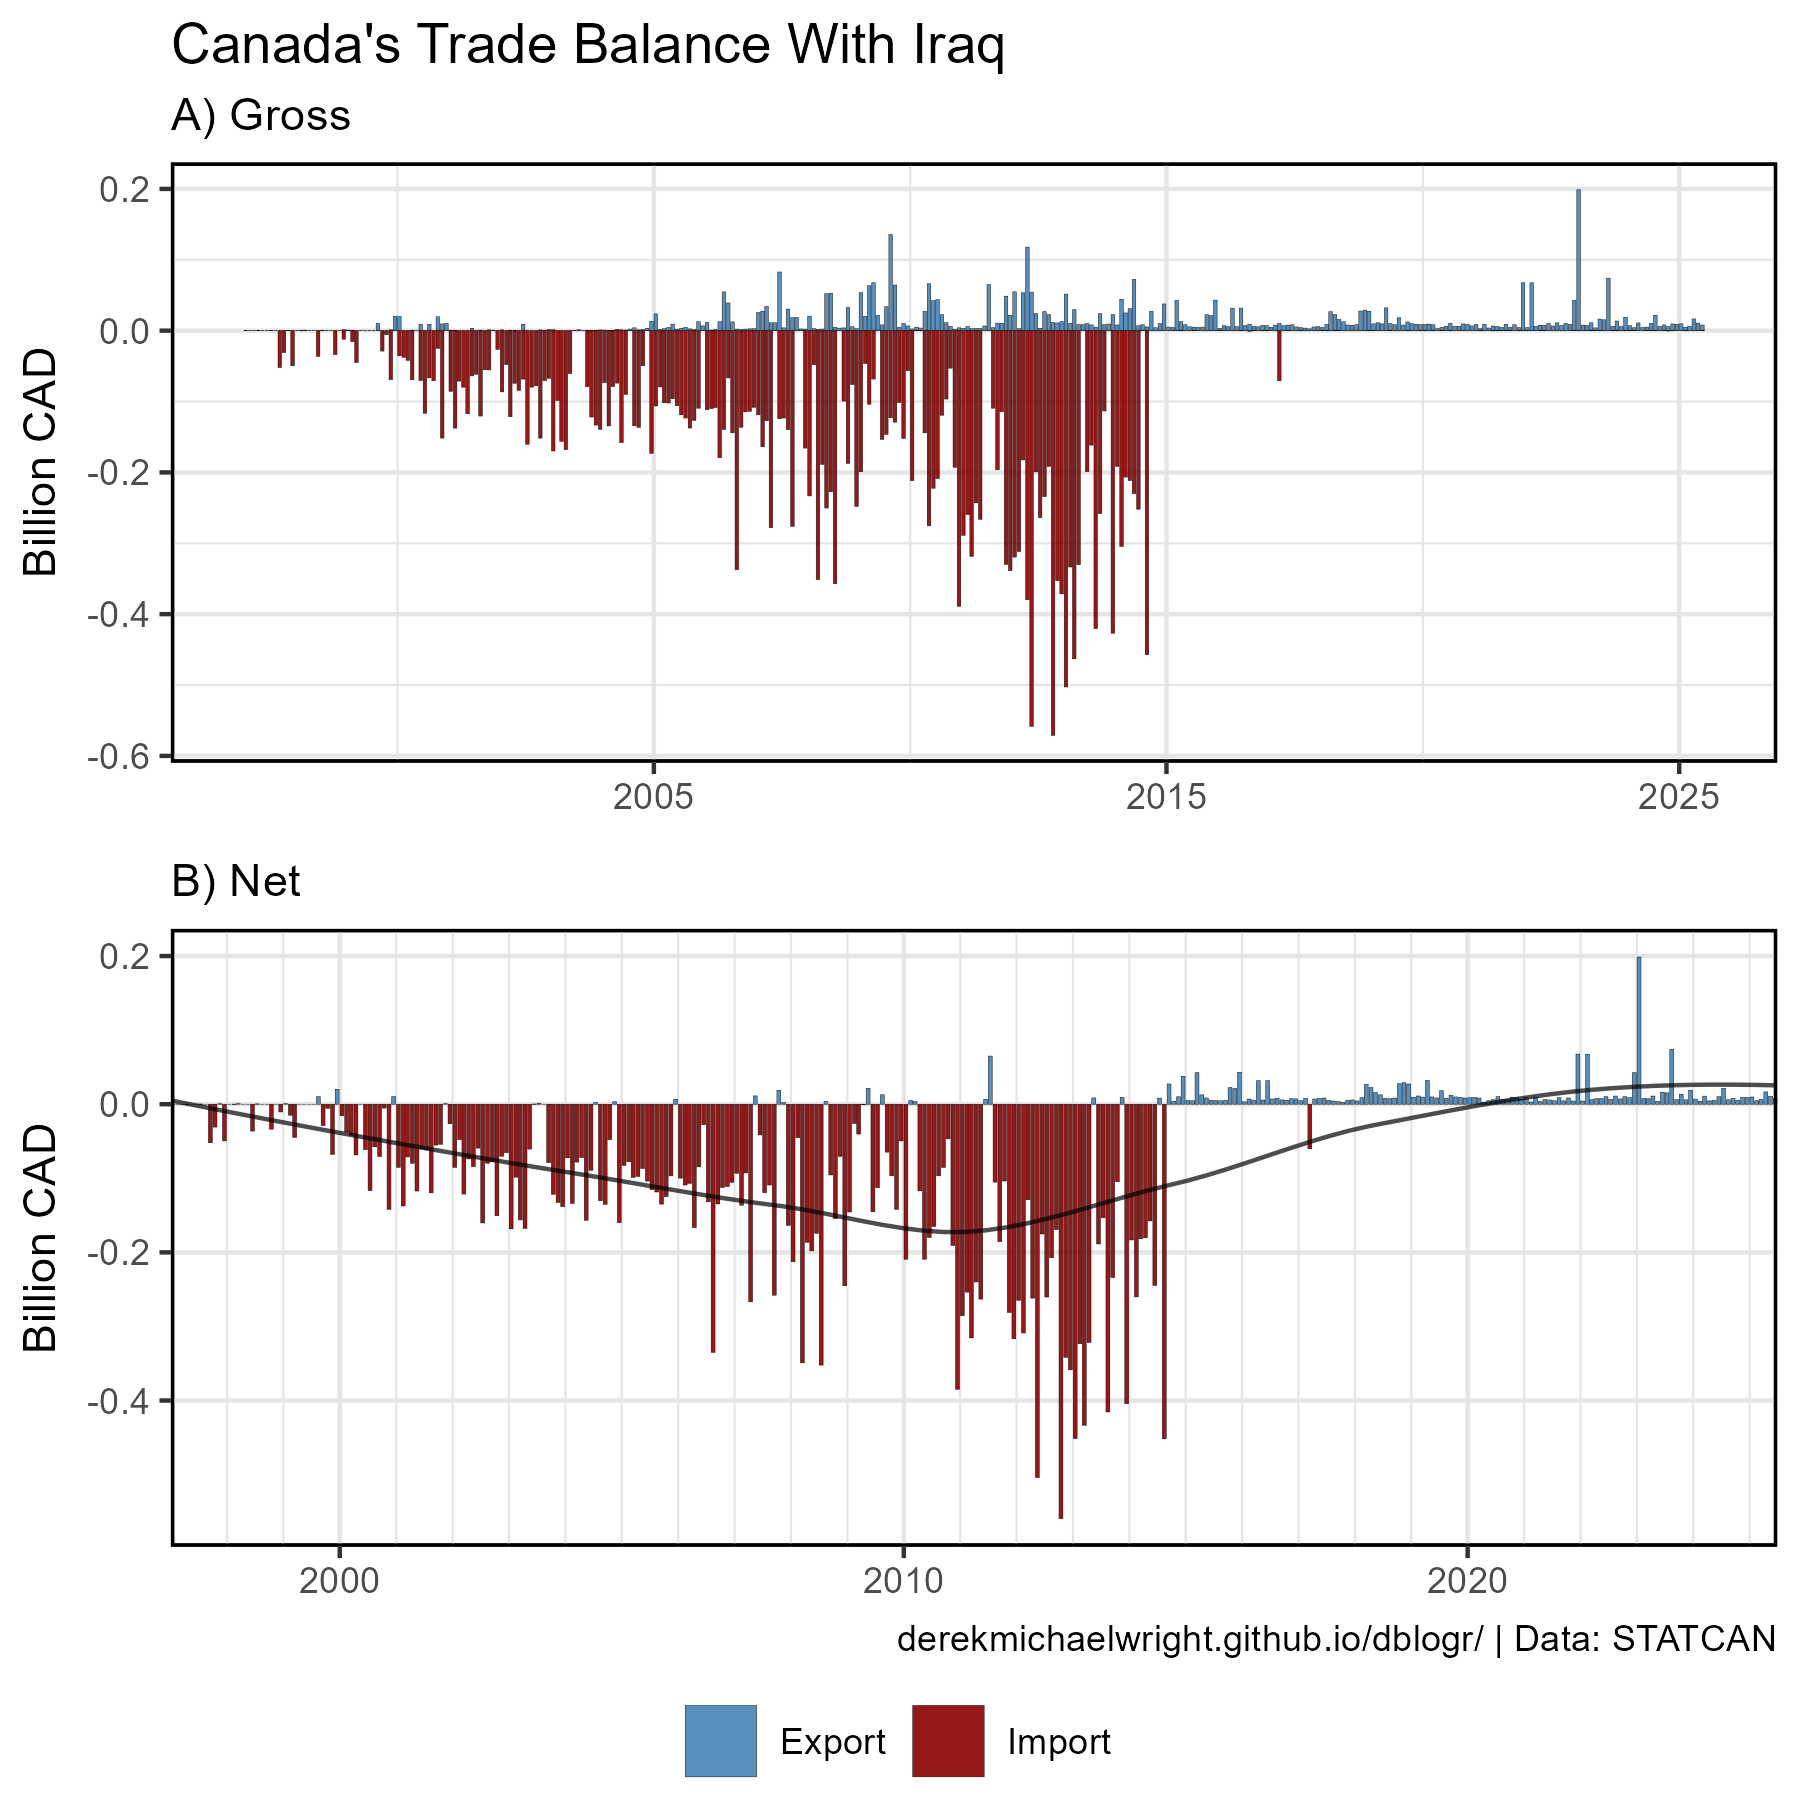 Canada's Trade Balance With Iraq
A) Gross
0.2
0.0
-0.2
-0.4
-0.6
Billion CAD
2005
2015
2025
B) Net
0.2
0.0
-0.2
-0.4
Billion CAD
2000
2010
2020
derekmichaelwright.github.io/dblogr/ | Data: STATCAN
Export
Import